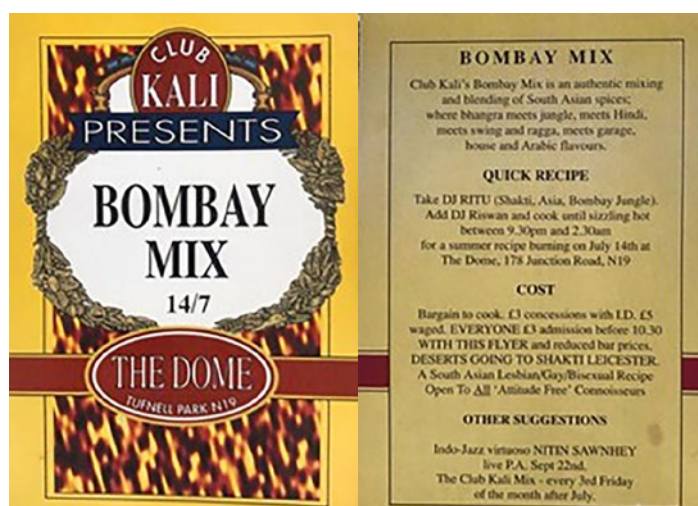 CLUB
KALI
PRESENTS
BOMBAY
MIX
14/7
THE DOME
TUFNELL PARK N19
BOMBAY MIX
Club Kali's Bombay Mix is an authentic mixing
and blending of South Asian spices;
where bhangra meets jungle, meets Hindi,
meets swing and ragga, meets garage,
house and Arabic flavours.
QUICK RECIPE
Take DJ RITU (Shakti, Asia, Bombay Jungle).
Add DJ Riswan and cook until sizzling hot
between 9.30pm and 2.30am
for a summer recipe burning on July 14th at
The Dome, 178 Junction Road, N19
COST
Bargain to cook. £3 concessions with I.D. £5
waged. EVERYONE £3 admission before 10.30
WITH THIS FLYER and reduced bar prices.
DESERTS GOING TO SHAKTI LEICESTER.
A South Asian Lesbian/Gay/Bisexual Recipe
Open To All 'Attitude Free' Connoisseurs
OTHER SUGGESTIONS
Indo-Jazz virtuoso NITIN SAWNHEY
live P.A. Sept 22nd.
The Club Kali Mix - every 3rd Friday
of the month after July.